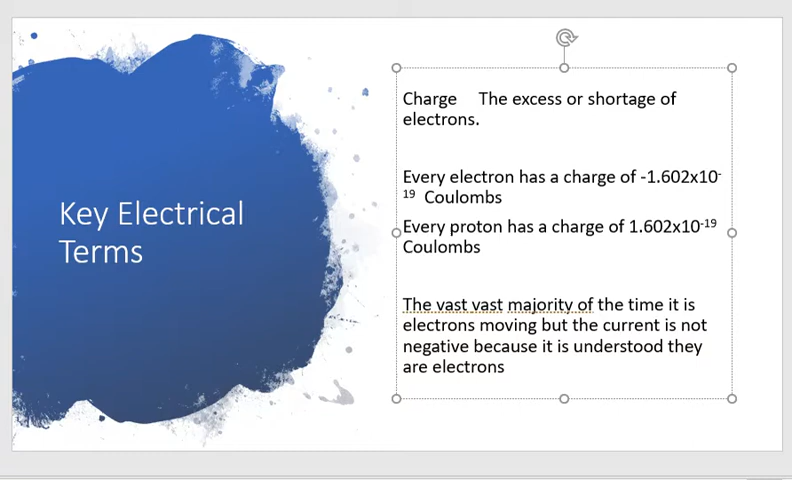 Key Electrical
Terms
Charge The excess or shortage of
electrons.
Every electron has a charge of -1.602x10⁻
¹⁹ Coulombs
Every proton has a charge of 1.602x10⁻¹⁹
Coulombs
The vast vast majority of the time it is
electrons moving but the current is not
negative because it is understood they
are electrons